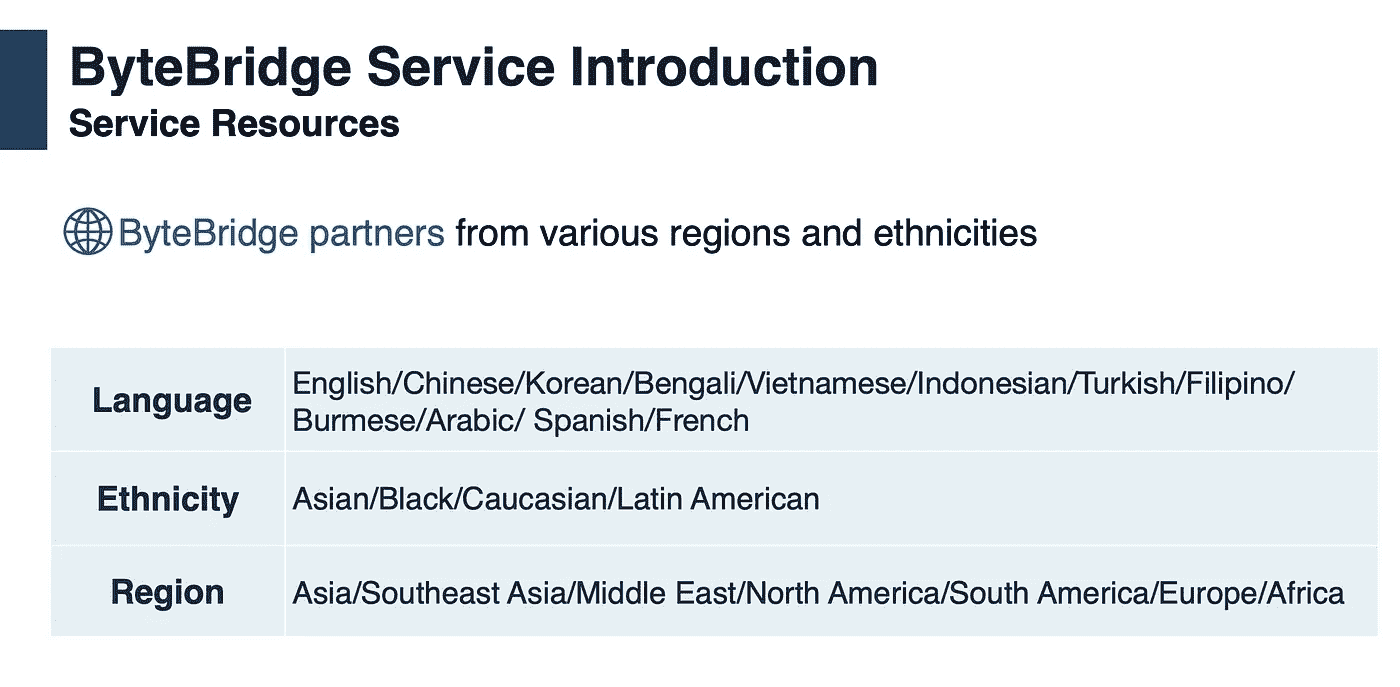 ByteBridge Service Introduction
Service Resources
ByteBridge partners from various regions and ethnicities
Language
English/Chinese/Korean/Bengali/Vietnamese/Indonesian/Turkish/Filipino/
Burmese/Arabic/ Spanish/French
Ethnicity
Asian/Black/Caucasian/Latin American
Region
Asia/Southeast Asia/Middle East/North America/South America/Europe/Africa